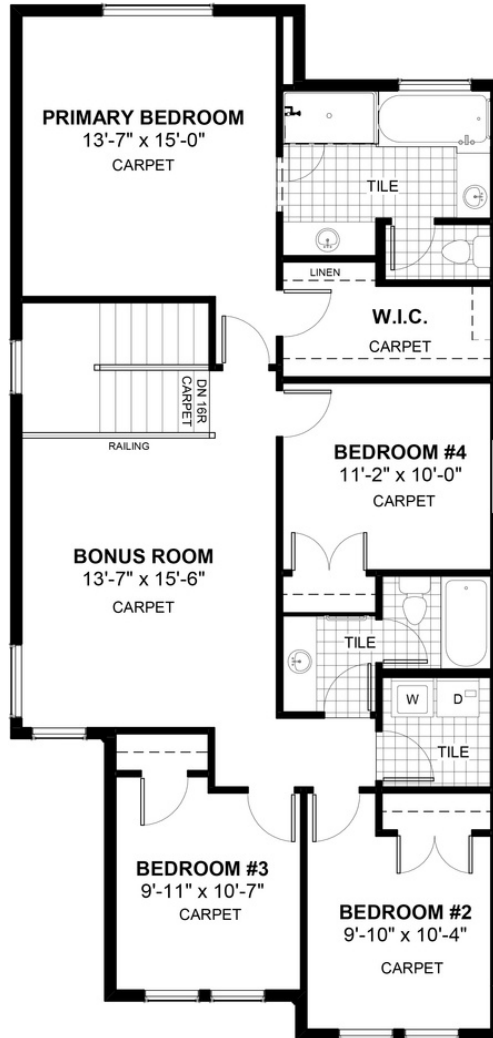 PRIMARY BEDROOM
13'-7" x 15'-0"
CARPET
TILE
LINEN
W.I.C.
CARPET
DN 16R
CARPET
RAILING
BEDROOM #4
11'-2" x 10'-0"
CARPET
BONUS ROOM
13'-7" x 15'-6"
CARPET
TILE
W
D
TILE
BEDROOM #3
9'-11" x 10'-7"
CARPET
BEDROOM #2
9'-10" x 10'-4"
CARPET